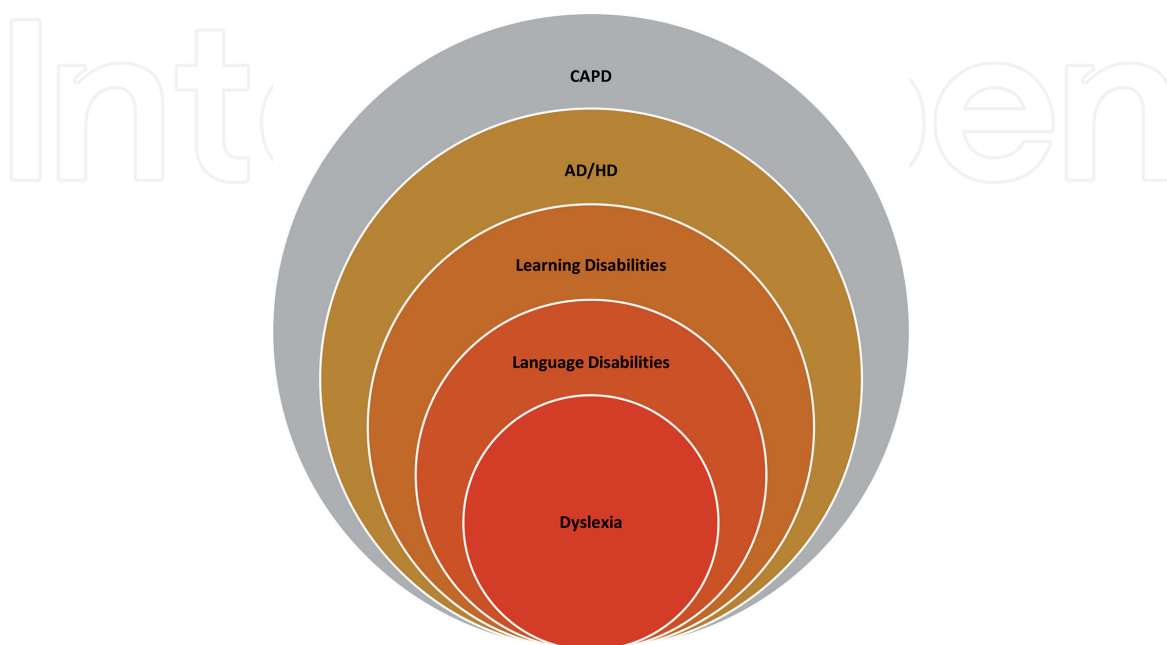 CAPD
AD/HD
Learning Disabilities
Language Disabilities
Dyslexia